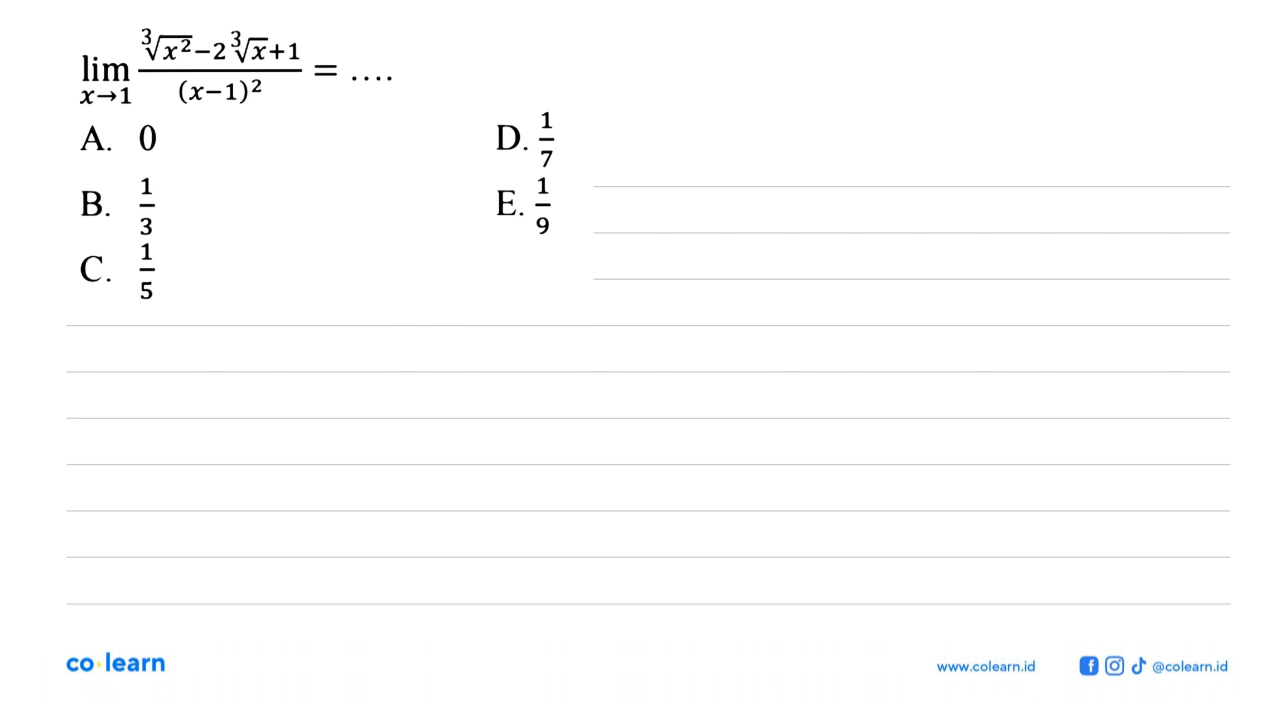 lim x→1 (∛x² − 2∛x + 1)/(x−1)² = ....
A. 0
D. 1/7
B. 1/3
E. 1/9
C. 1/5
co learn
www.colearn.id
@colearn.id